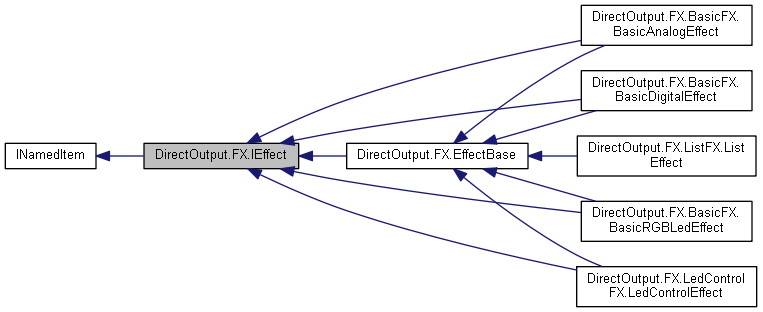 DirectOutput.FX.BasicFX.
BasicAnalogEffect
DirectOutput.FX.BasicFX.
BasicDigitalEffect
INamedItem
DirectOutput.FX.IEffect
DirectOutput.FX.EffectBase
DirectOutput.FX.ListFX.List
Effect
DirectOutput.FX.BasicFX.
BasicRGBLedEffect
DirectOutput.FX.LedControl
FX.LedControlEffect